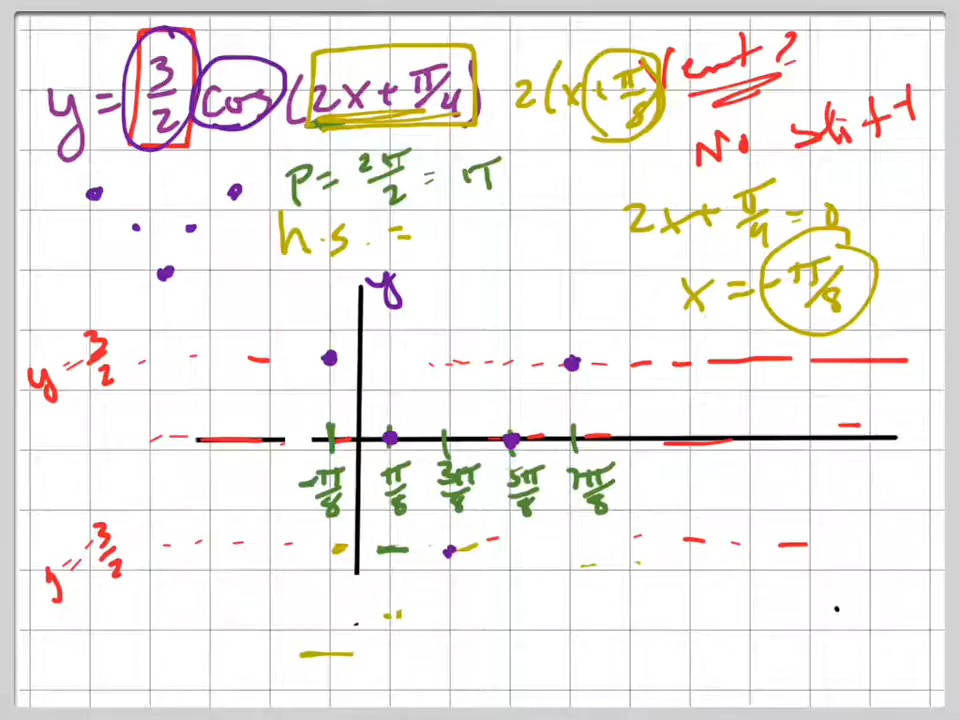 y = 3/2 cos(2x + π/4) 2(x + π/8) Vert?
No shift
p = 2π/2 = π
2x + π/4 = 0
h.s. =
x = -π/8
y
y = 3/2
-π/8 π/8 3π/8 5π/8 7π/8
y = 3/2